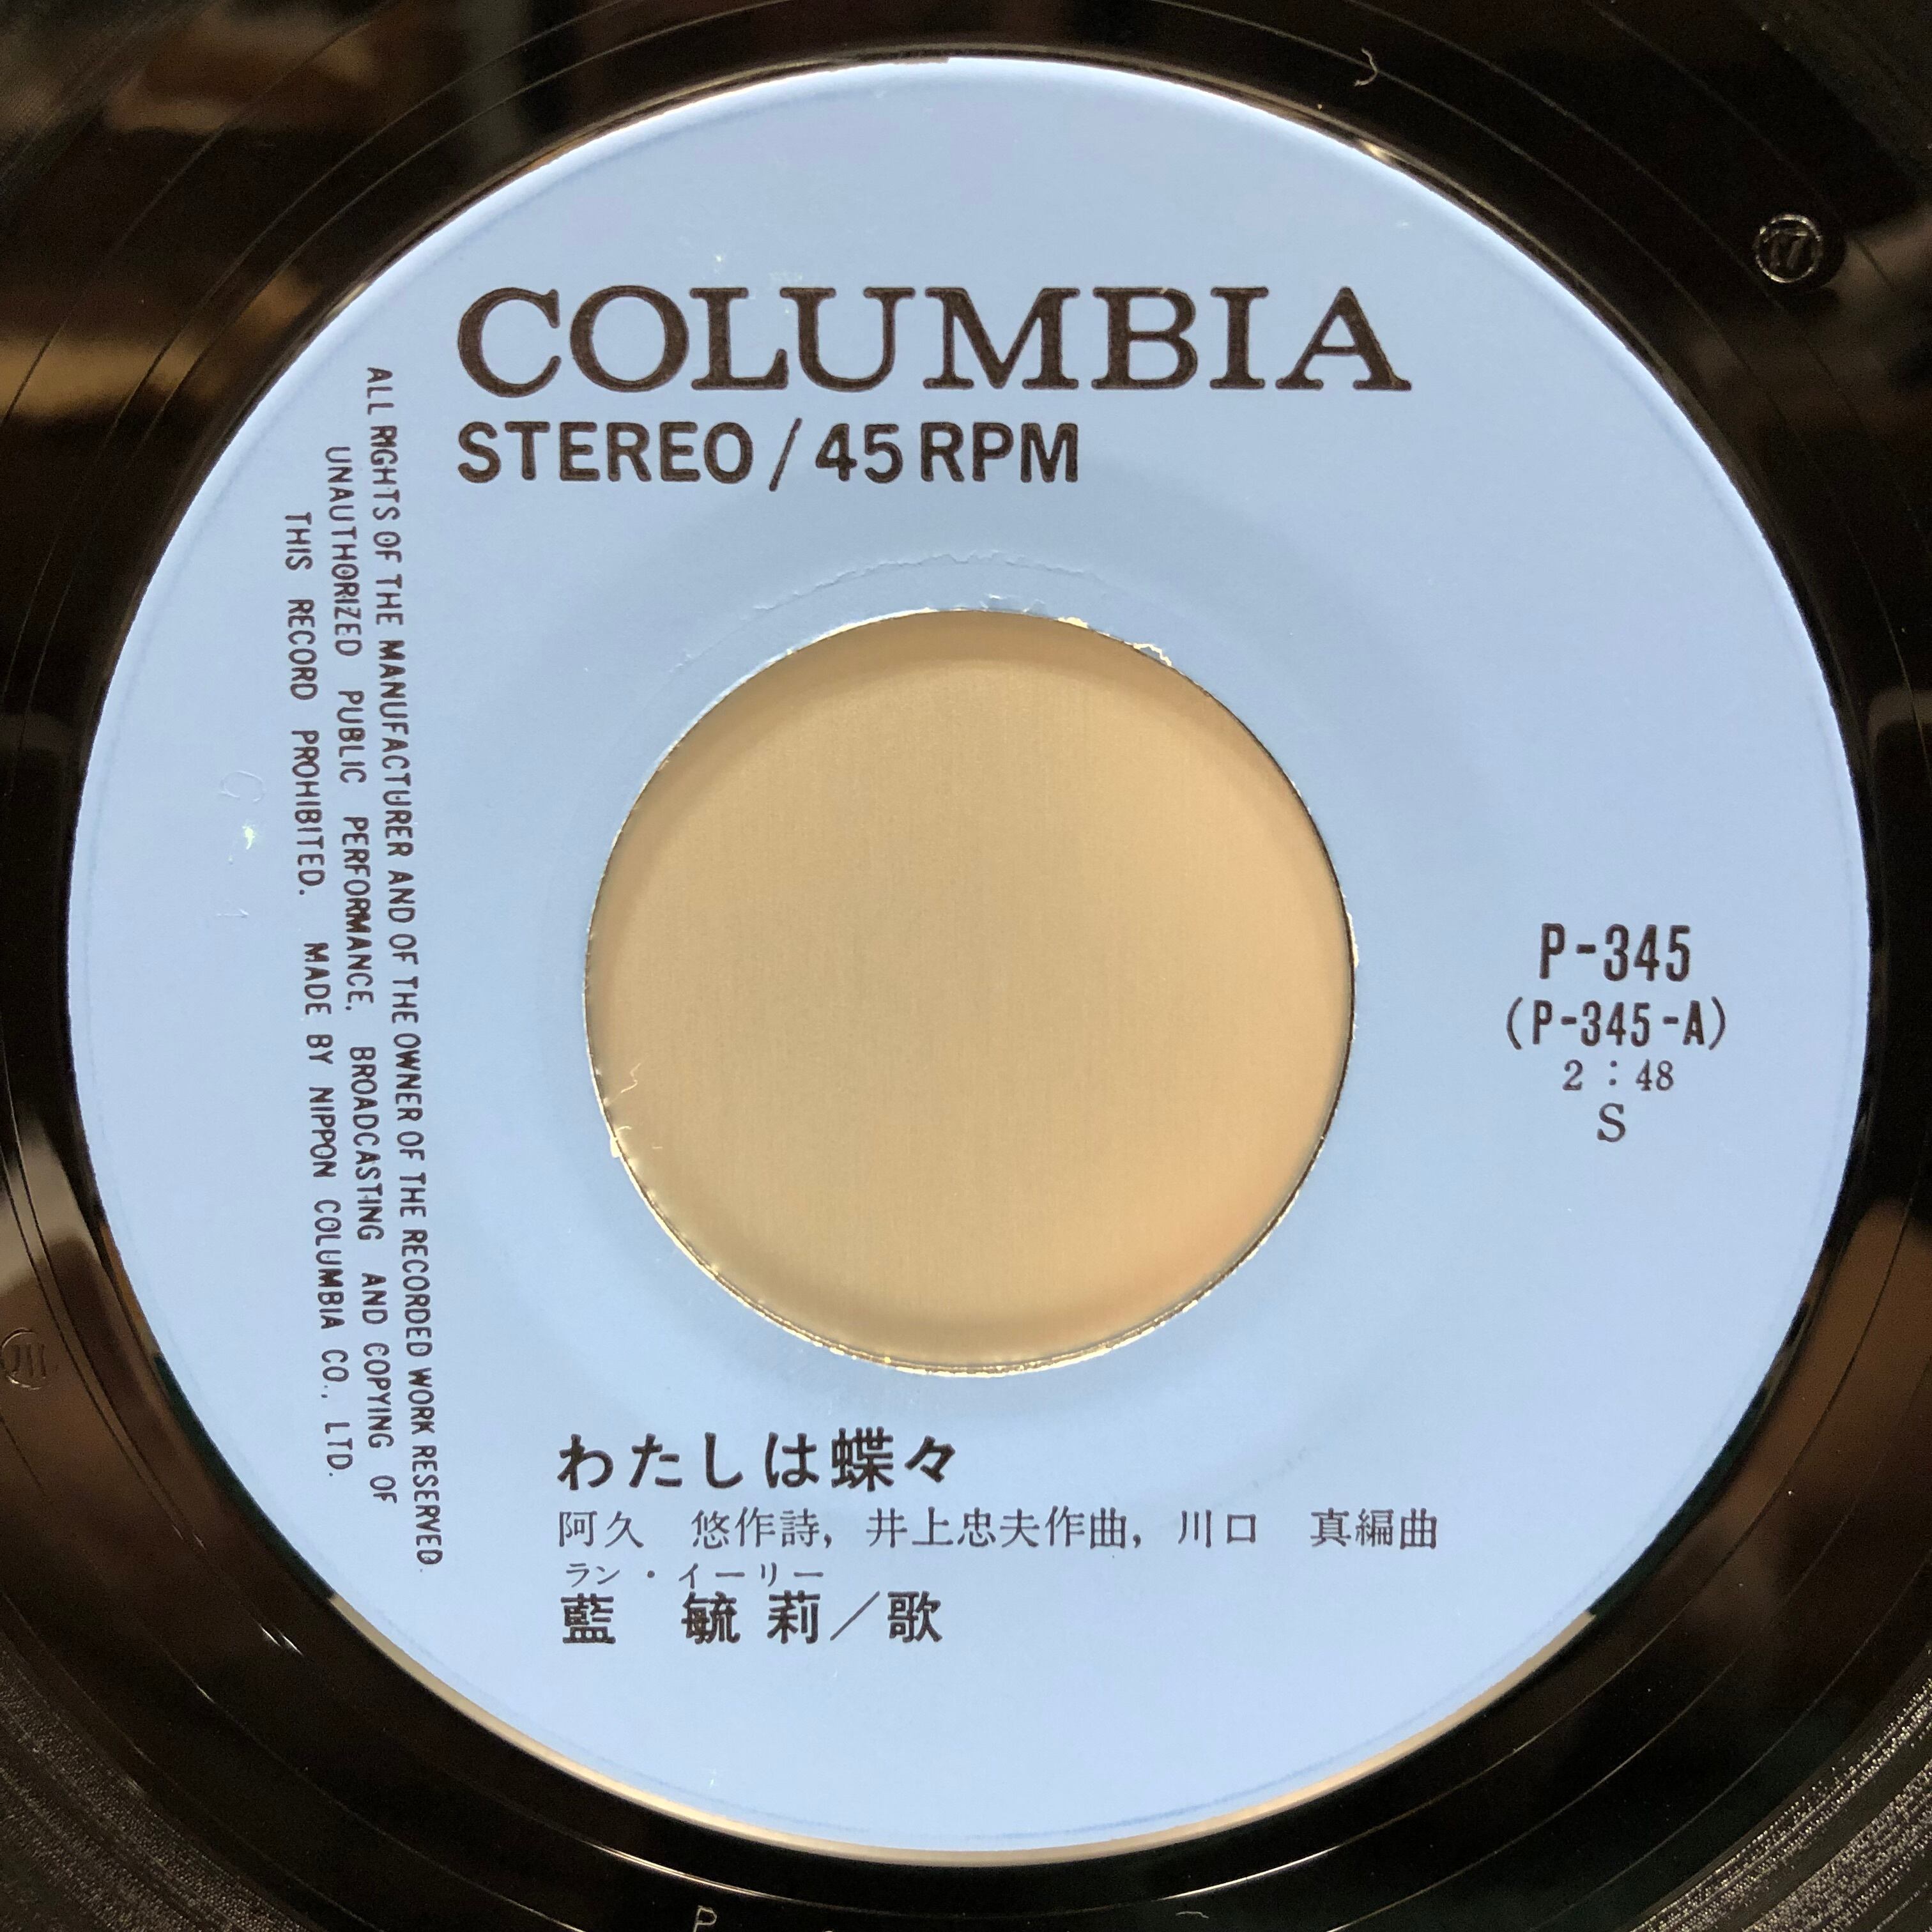 COLUMBIA
STEREO / 45 RPM
ALL RIGHTS OF THE MANUFACTURER AND OF THE OWNER OF THE RECORDED WORK RESERVED.
UNAUTHORIZED PUBLIC PERFORMANCE, BROADCASTING AND COPYING OF
THIS RECORD PROHIBITED. MADE BY NIPPON COLUMBIA CO., LTD.
P-345
(P-345-A)
2:48
S
わたしは蝶々
阿久 悠作詩, 井上忠夫作曲, 川口 真編曲
ラン・イーリー
藍 毓莉/歌
17
P